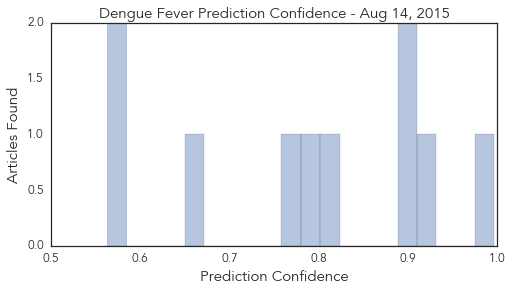 Dengue Fever Prediction Confidence - Aug 14, 2015
Articles Found
2.0
1.5
1.0
0.5
0.0
0.5 0.6 0.7 0.8 0.9 1.0
Prediction Confidence